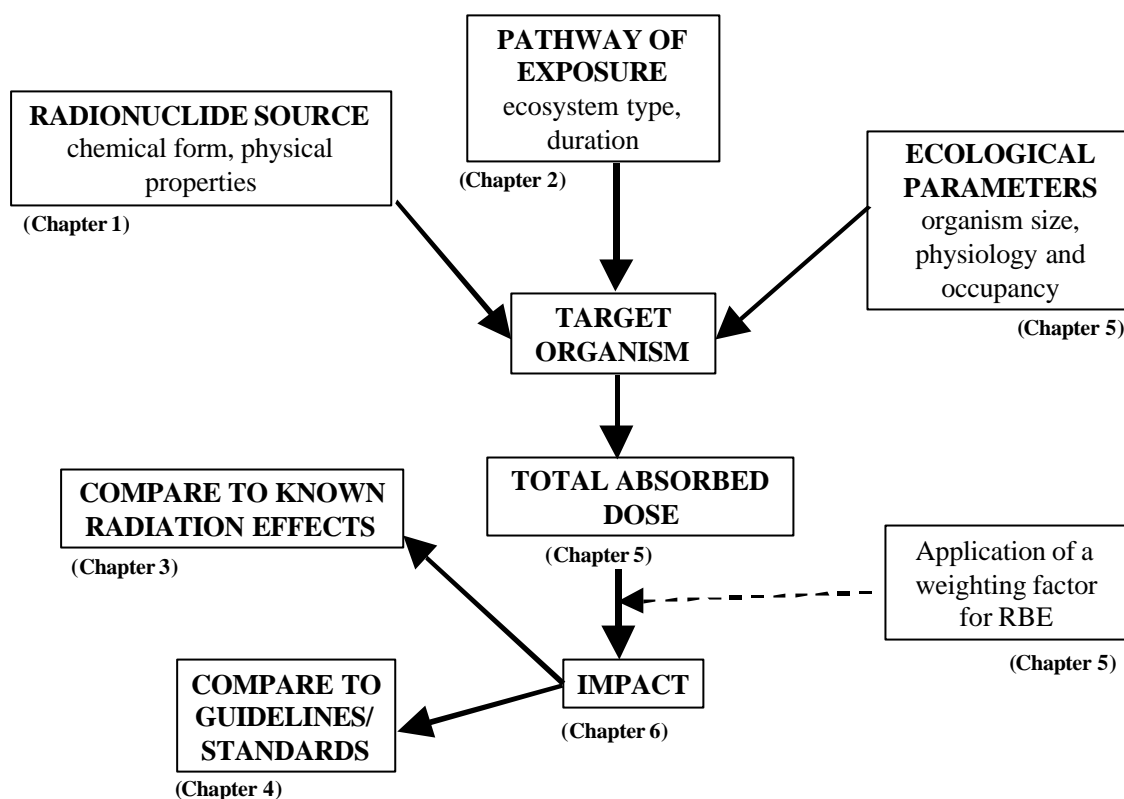 PATHWAY OF
EXPOSURE
ecosystem type,
duration
(Chapter 2)
RADIONUCLIDE SOURCE
chemical form, physical
properties
(Chapter 1)
ECOLOGICAL
PARAMETERS
organism size,
physiology and
occupancy
(Chapter 5)
TARGET
ORGANISM
TOTAL ABSORBED
DOSE
(Chapter 5)
COMPARE TO KNOWN
RADIATION EFFECTS
(Chapter 3)
Application of a
weighting factor
for RBE
(Chapter 5)
IMPACT
(Chapter 6)
COMPARE TO
GUIDELINES/
STANDARDS
(Chapter 4)